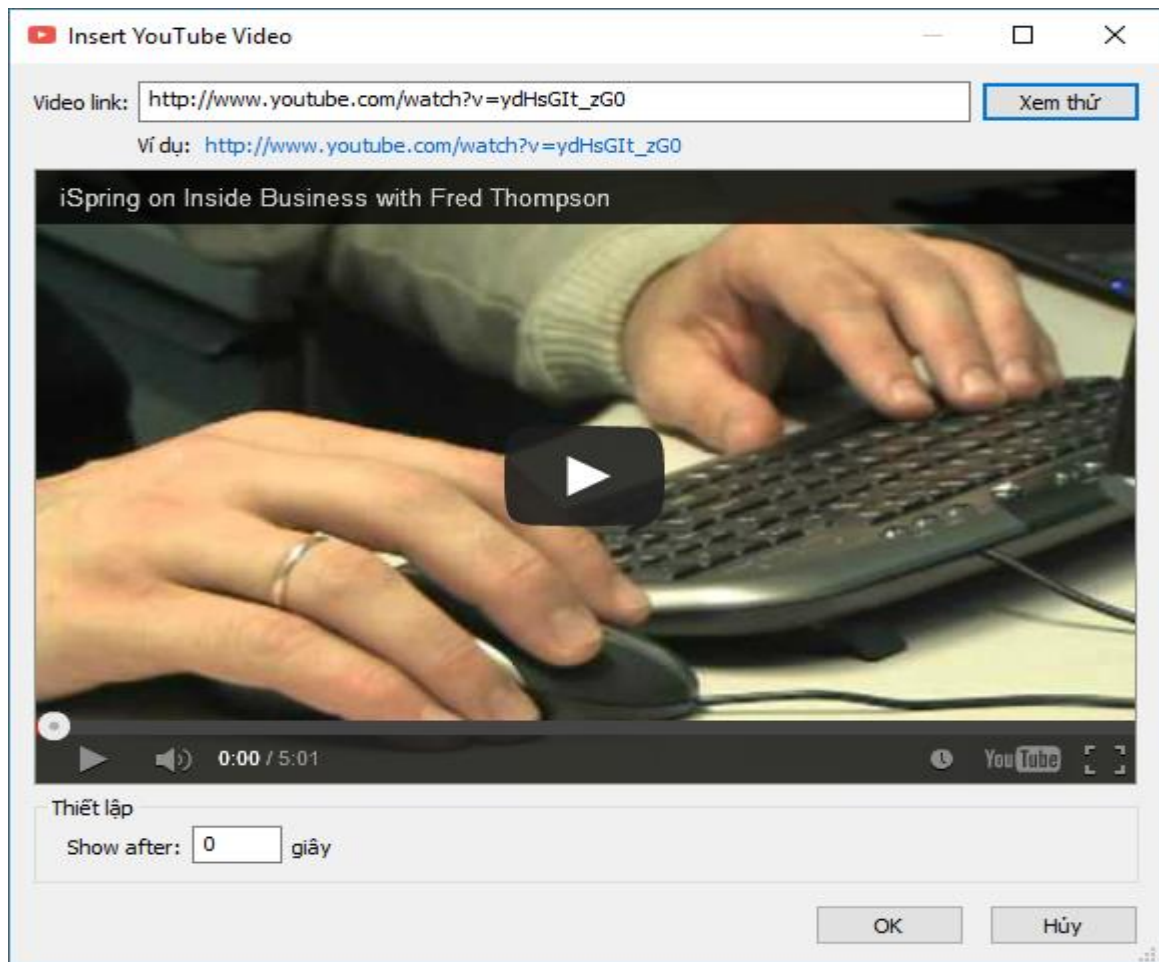 Insert YouTube Video
Video link: http://www.youtube.com/watch?v=ydHsGIt_zG0 Xem thử
Ví dụ: http://www.youtube.com/watch?v=ydHsGIt_zG0
iSpring on Inside Business with Fred Thompson
0:00 / 5:01 YouTube
Thiết lập
Show after: 0 giây
OK Hủy